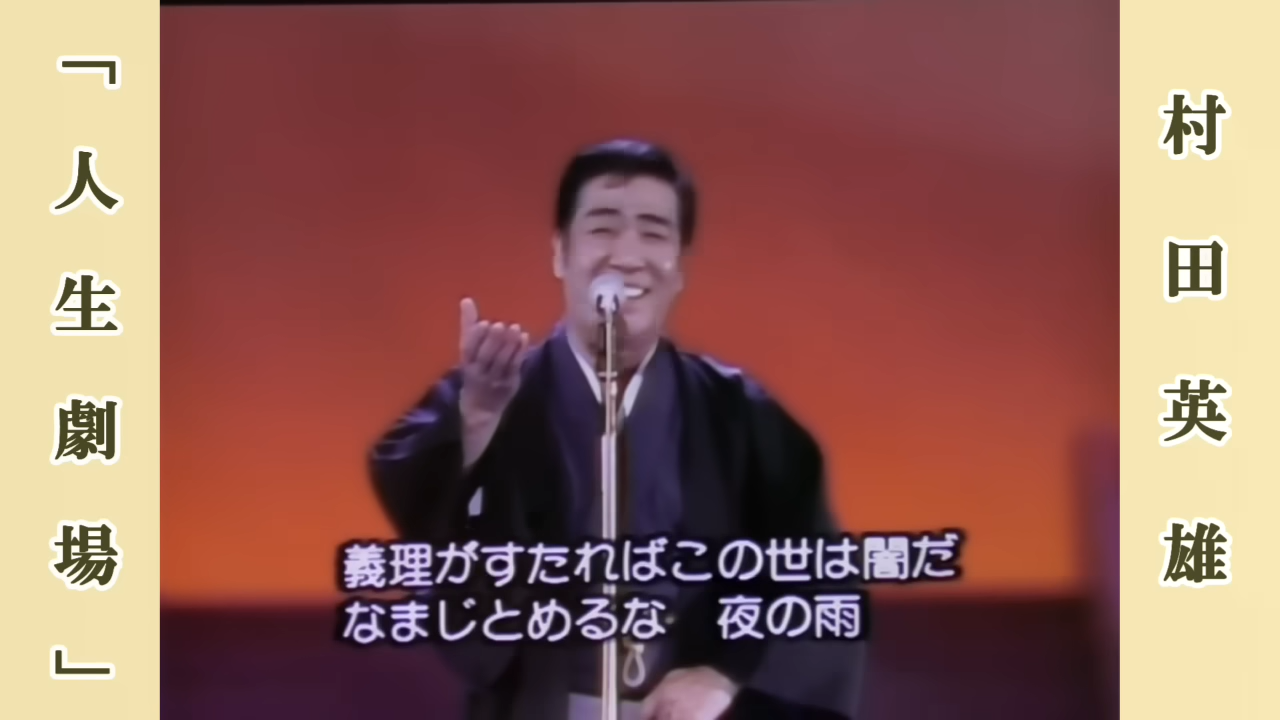 「人生劇場」
村田英雄
義理がすたればこの世は闇だ
なまじとめるな　夜の雨